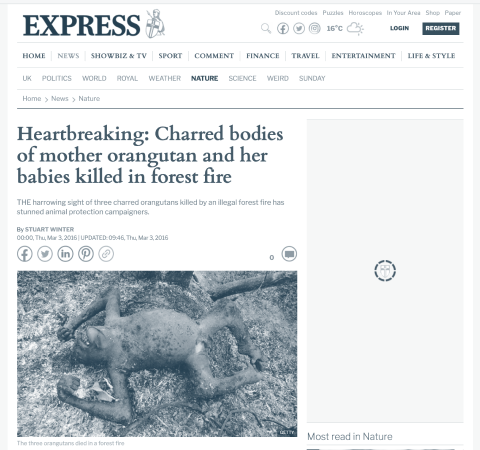 EXPRESS
Discount codes Puzzles Horoscopes In Your Area Shop Paper
16°C LOGIN REGISTER
HOME NEWS SHOWBIZ & TV SPORT COMMENT FINANCE TRAVEL ENTERTAINMENT LIFE & STYLE
UK POLITICS WORLD ROYAL WEATHER NATURE SCIENCE WEIRD SUNDAY
Home > News > Nature
Heartbreaking: Charred bodies
of mother orangutan and her
babies killed in forest fire
THE harrowing sight of three charred orangutans killed by an illegal forest fire has
stunned animal protection campaigners.
By STUART WINTER
00:00, Thu, Mar 3, 2016 | UPDATED: 09:46, Thu, Mar 3, 2016
0
GETTY
The three orangutans died in a forest fire
Most read in Nature